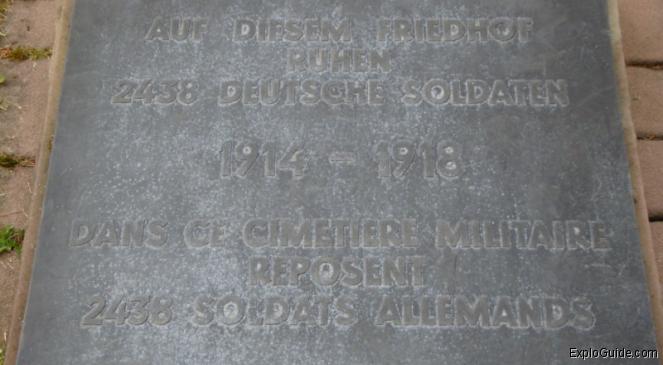 AUF DIESEM FRIEDHOF
RUHEN
2438 DEUTSCHE SOLDATEN
1914 - 1918
DANS CE CIMETIERE MILITAIRE
REPOSENT
2438 SOLDATS ALLEMANDS
ExploGuide.com